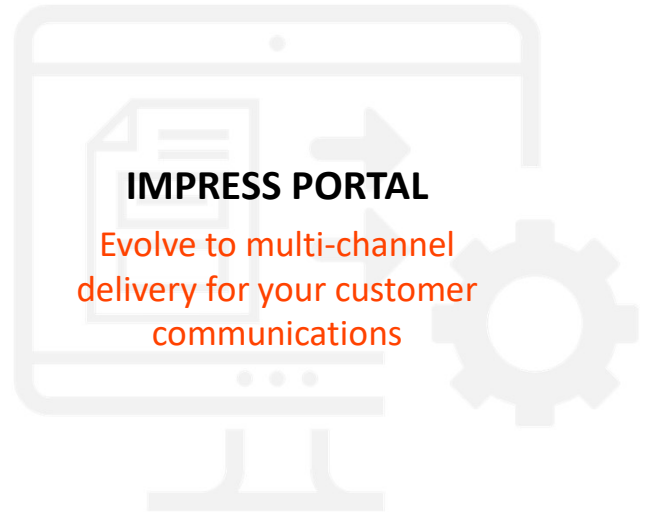 IMPRESS PORTAL
Evolve to multi-channel
delivery for your customer
communications